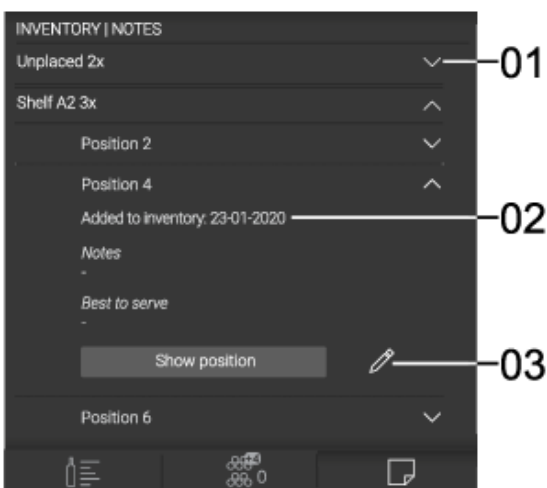 INVENTORY | NOTES
Unplaced 2x
01
Shelf A2 3x
Position 2
Position 4
Added to inventory: 23-01-2020
02
Notes
-
Best to serve
-
Show position
03
Position 6
0